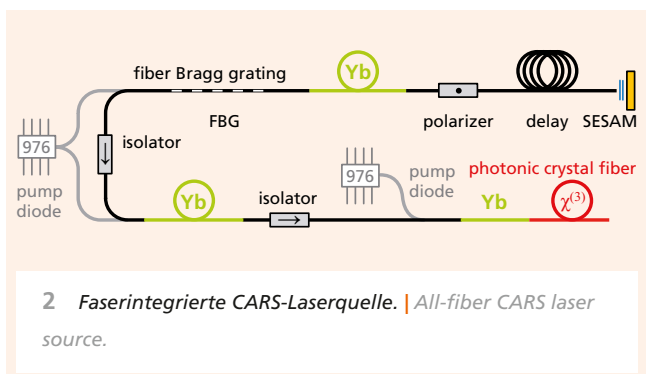 fiber Bragg grating
Yb
FBG
polarizer
delay
SESAM
976
isolator
pump
diode
Yb
isolator
976
pump
diode
photonic crystal fiber
Yb
χ(3)
2 Faserintegrierte CARS-Laserquelle. | All-fiber CARS laser
source.